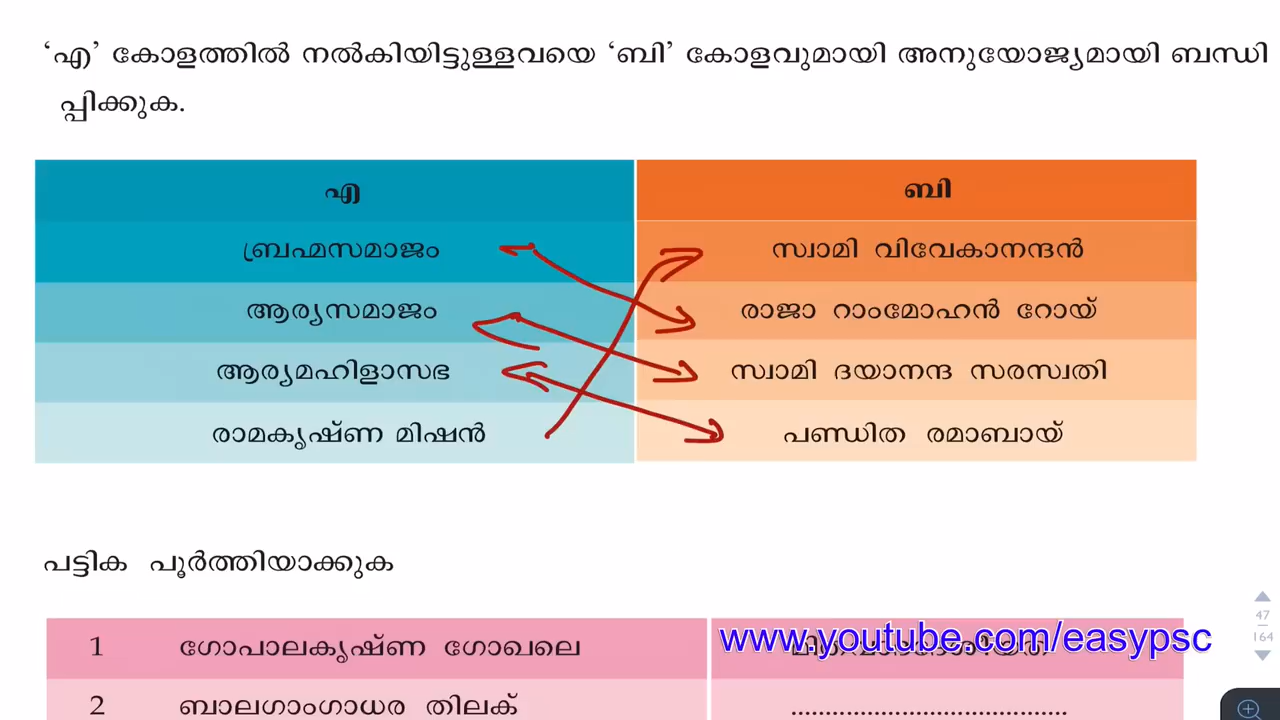 ‘എ’ കോളത്തിൽ നൽകിയിട്ടുള്ളവയെ ‘ബി’ കോളവുമായി അനുയോജ്യമായി ബന്ധി
പ്പിക്കുക.
എ ബി
ബ്രഹ്മസമാജം സ്വാമി വിവേകാനന്ദൻ
ആര്യസമാജം രാജാ റാംമോഹൻ റോയ്
ആര്യമഹിളാസഭ സ്വാമി ദയാനന്ദ സരസ്വതി
രാമകൃഷ്ണ മിഷൻ പണ്ഡിത രമാബായ്
പട്ടിക പൂർത്തിയാക്കുക
1 ഗോപാലകൃഷ്ണ ഗോഖലെ
www.youtube.com/easypsc
2 ബാലഗാംഗാധര തിലക് ........................................
47
164